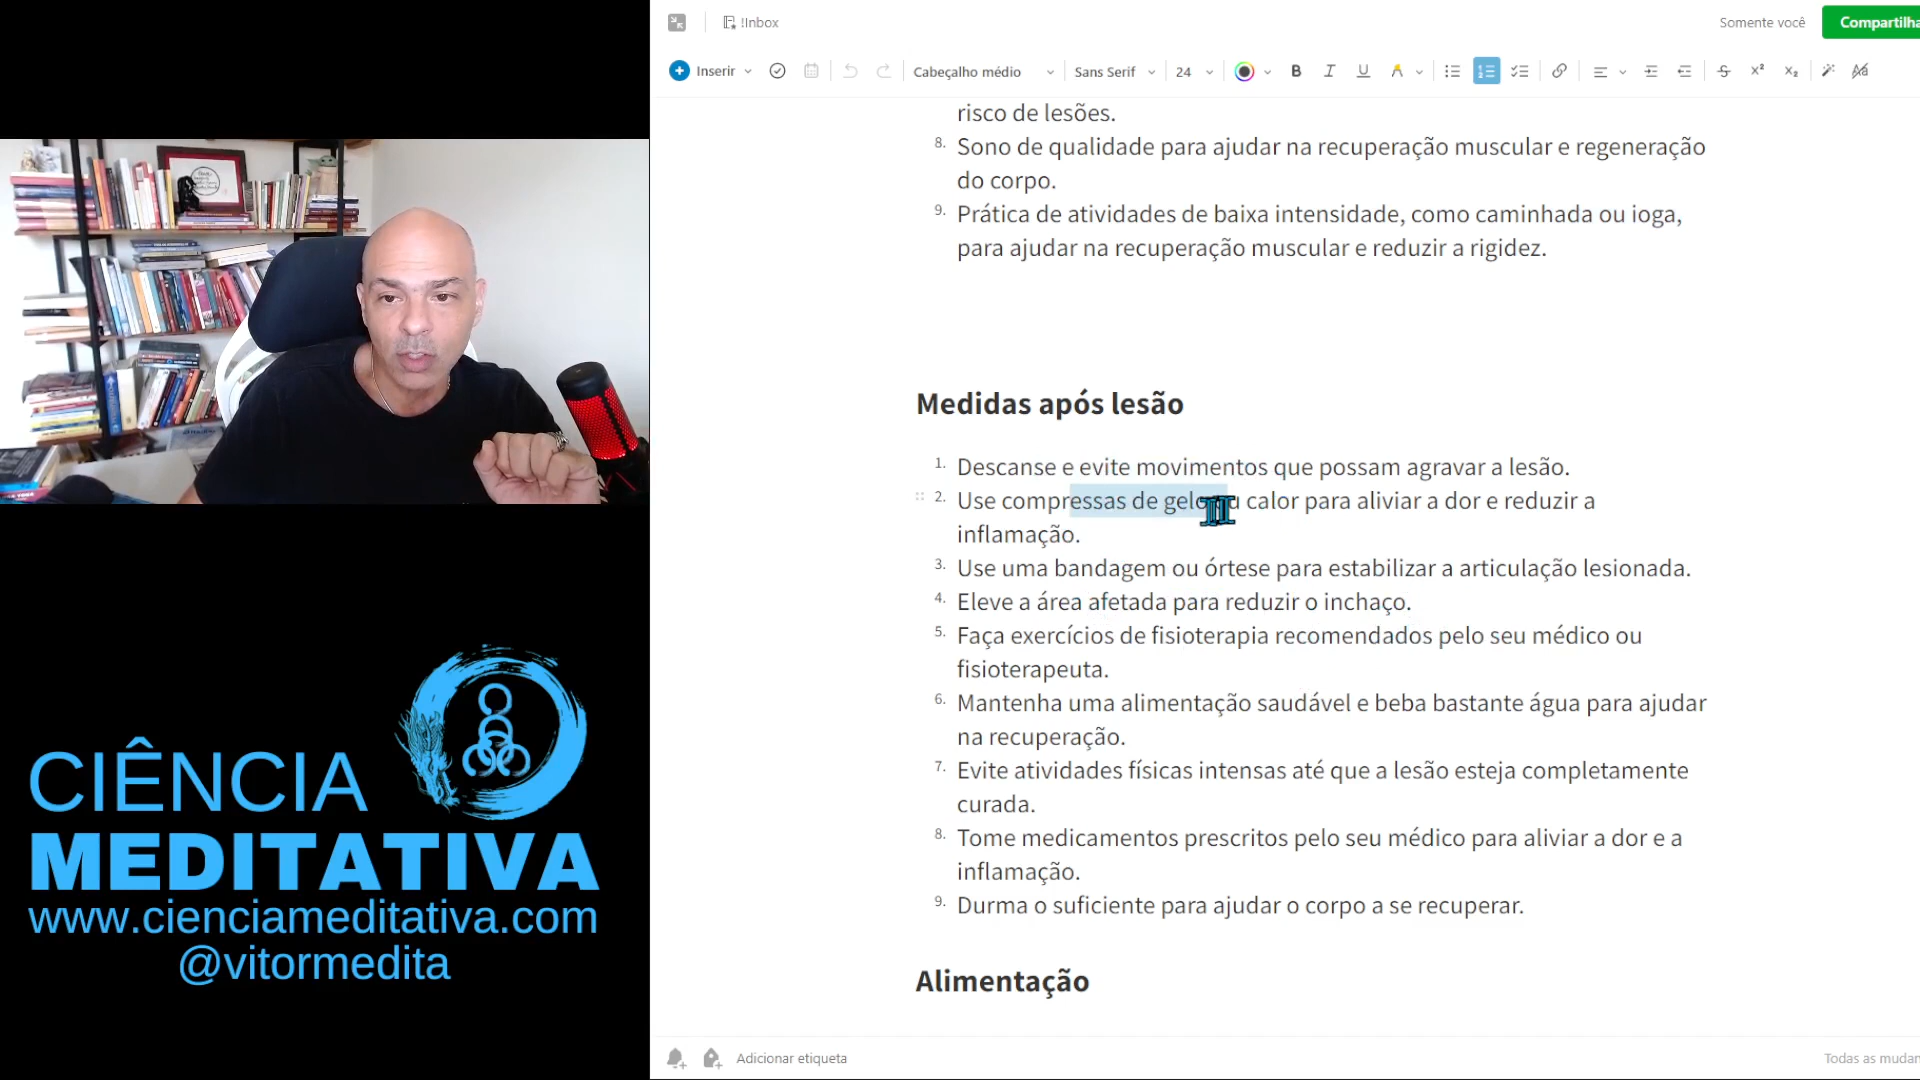 !Inbox
Somente você
Compartilha
Inserir
Cabeçalho médio
Sans Serif
24
risco de lesões.
8. Sono de qualidade para ajudar na recuperação muscular e regeneração
do corpo.
9. Prática de atividades de baixa intensidade, como caminhada ou ioga,
para ajudar na recuperação muscular e reduzir a rigidez.
Medidas após lesão
1. Descanse e evite movimentos que possam agravar a lesão.
2. Use compressas de gelo ou calor para aliviar a dor e reduzir a
inflamação.
3. Use uma bandagem ou órtese para estabilizar a articulação lesionada.
4. Eleve a área afetada para reduzir o inchaço.
5. Faça exercícios de fisioterapia recomendados pelo seu médico ou
fisioterapeuta.
6. Mantenha uma alimentação saudável e beba bastante água para ajudar
na recuperação.
7. Evite atividades físicas intensas até que a lesão esteja completamente
curada.
8. Tome medicamentos prescritos pelo seu médico para aliviar a dor e a
inflamação.
9. Durma o suficiente para ajudar o corpo a se recuperar.
Alimentação
Adicionar etiqueta
Todas as mudan
CIÊNCIA
MEDITATIVA
www.cienciameditativa.com
@vitormedita